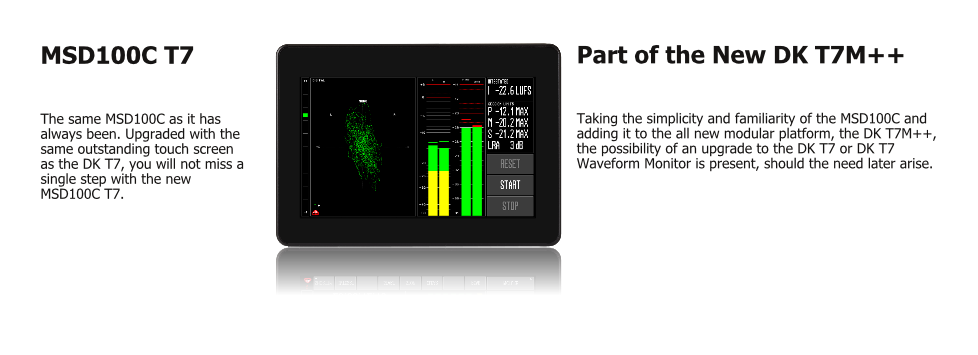 MSD100C T7
The same MSD100C as it has
always been. Upgraded with the
same outstanding touch screen
as the DK T7, you will not miss a
single step with the new
MSD100C T7.
INTEGRATED
I -22.6 LUFS
P -12.1 MAX
M -20.2 MAX
S -21.2 MAX
LRA 3 dB
RESET
START
STOP
Part of the New DK T7M++
Taking the simplicity and familiarity of the MSD100C and
adding it to the all new modular platform, the DK T7M++,
the possibility of an upgrade to the DK T7 or DK T7
Waveform Monitor is present, should the need later arise.